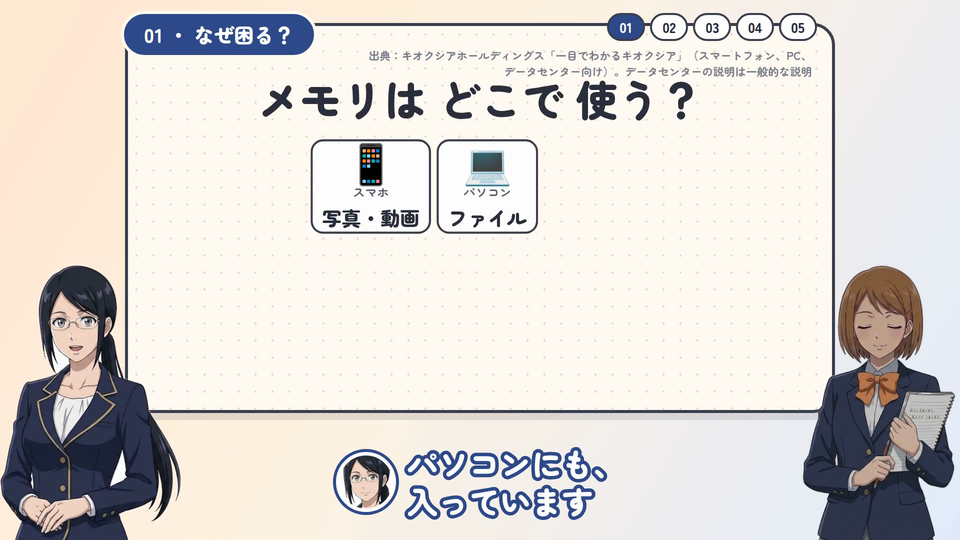 01 ・ なぜ困る？
01 02 03 04 05
出典：キオクシアホールディングス「一目でわかるキオクシア」（スマートフォン、PC、
データセンター向け）。データセンターの説明は一般的な説明
メモリは どこで 使う？
スマホ
写真・動画
パソコン
ファイル
パソコンにも、
入っています